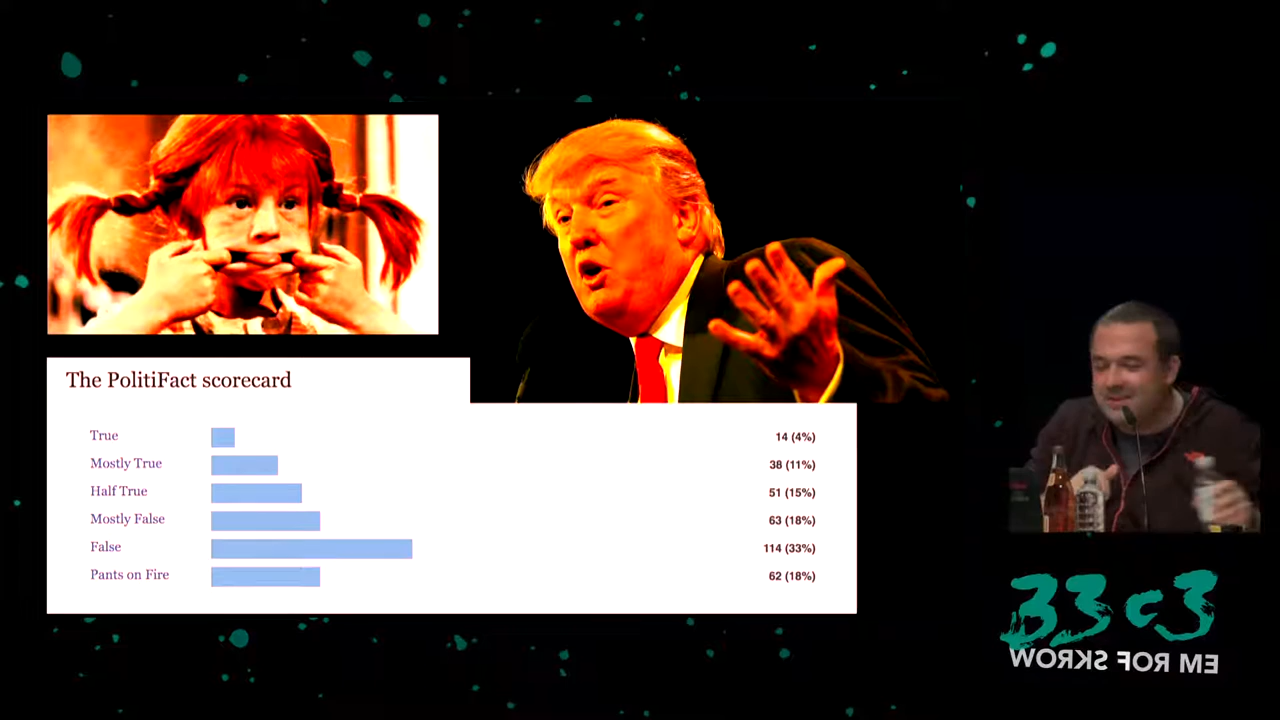 The PolitiFact scorecard
True 14 (4%)
Mostly True 38 (11%)
Half True 51 (15%)
Mostly False 63 (18%)
False 114 (33%)
Pants on Fire 62 (18%)
33c3
WORKS FOR ME